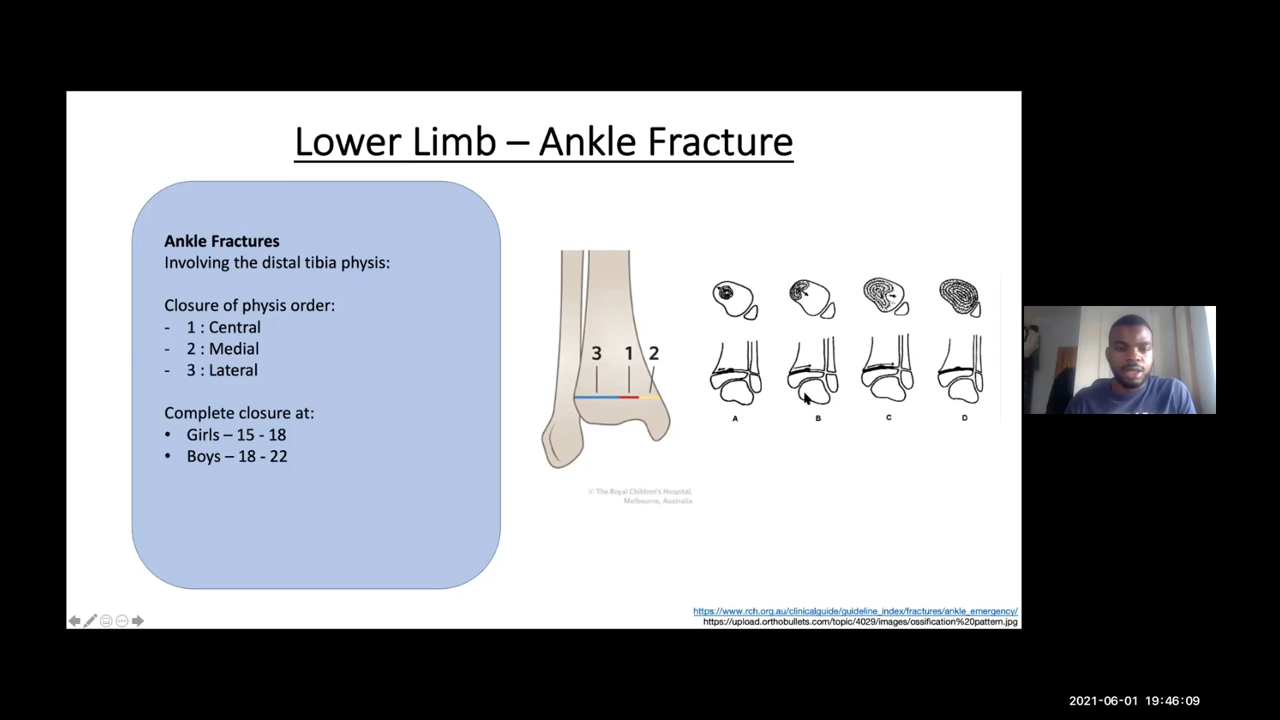 Lower Limb – Ankle Fracture
Ankle Fractures
Involving the distal tibia physis:
Closure of physis order:
- 1 : Central
- 2 : Medial
- 3 : Lateral
Complete closure at:
• Girls – 15 - 18
• Boys – 18 - 22
3 1 2
© The Royal Children's Hospital,
Melbourne, Australia
A B C D
https://www.rch.org.au/clinicalguide/guideline_index/fractures/ankle_emergency/
https://upload.orthobullets.com/topic/4029/images/ossification%20pattern.jpg
2021-06-01 19:46:09